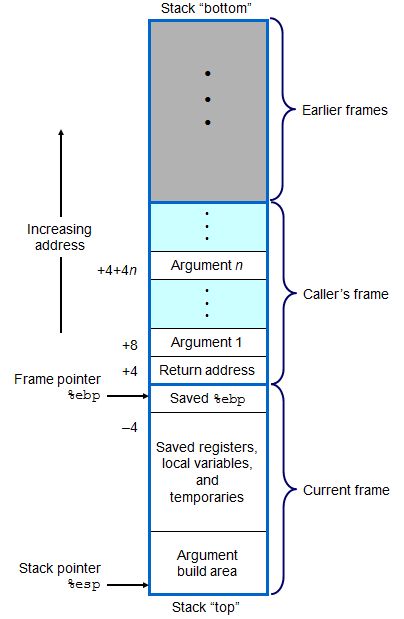 Stack “bottom”
Earlier frames
Increasing
address
+4+4n
Argument n
Caller’s frame
+8
Argument 1
+4
Return address
Frame pointer
%ebp
Saved %ebp
–4
Saved registers,
local variables,
and
temporaries
Current frame
Argument
build area
Stack pointer
%esp
Stack “top”